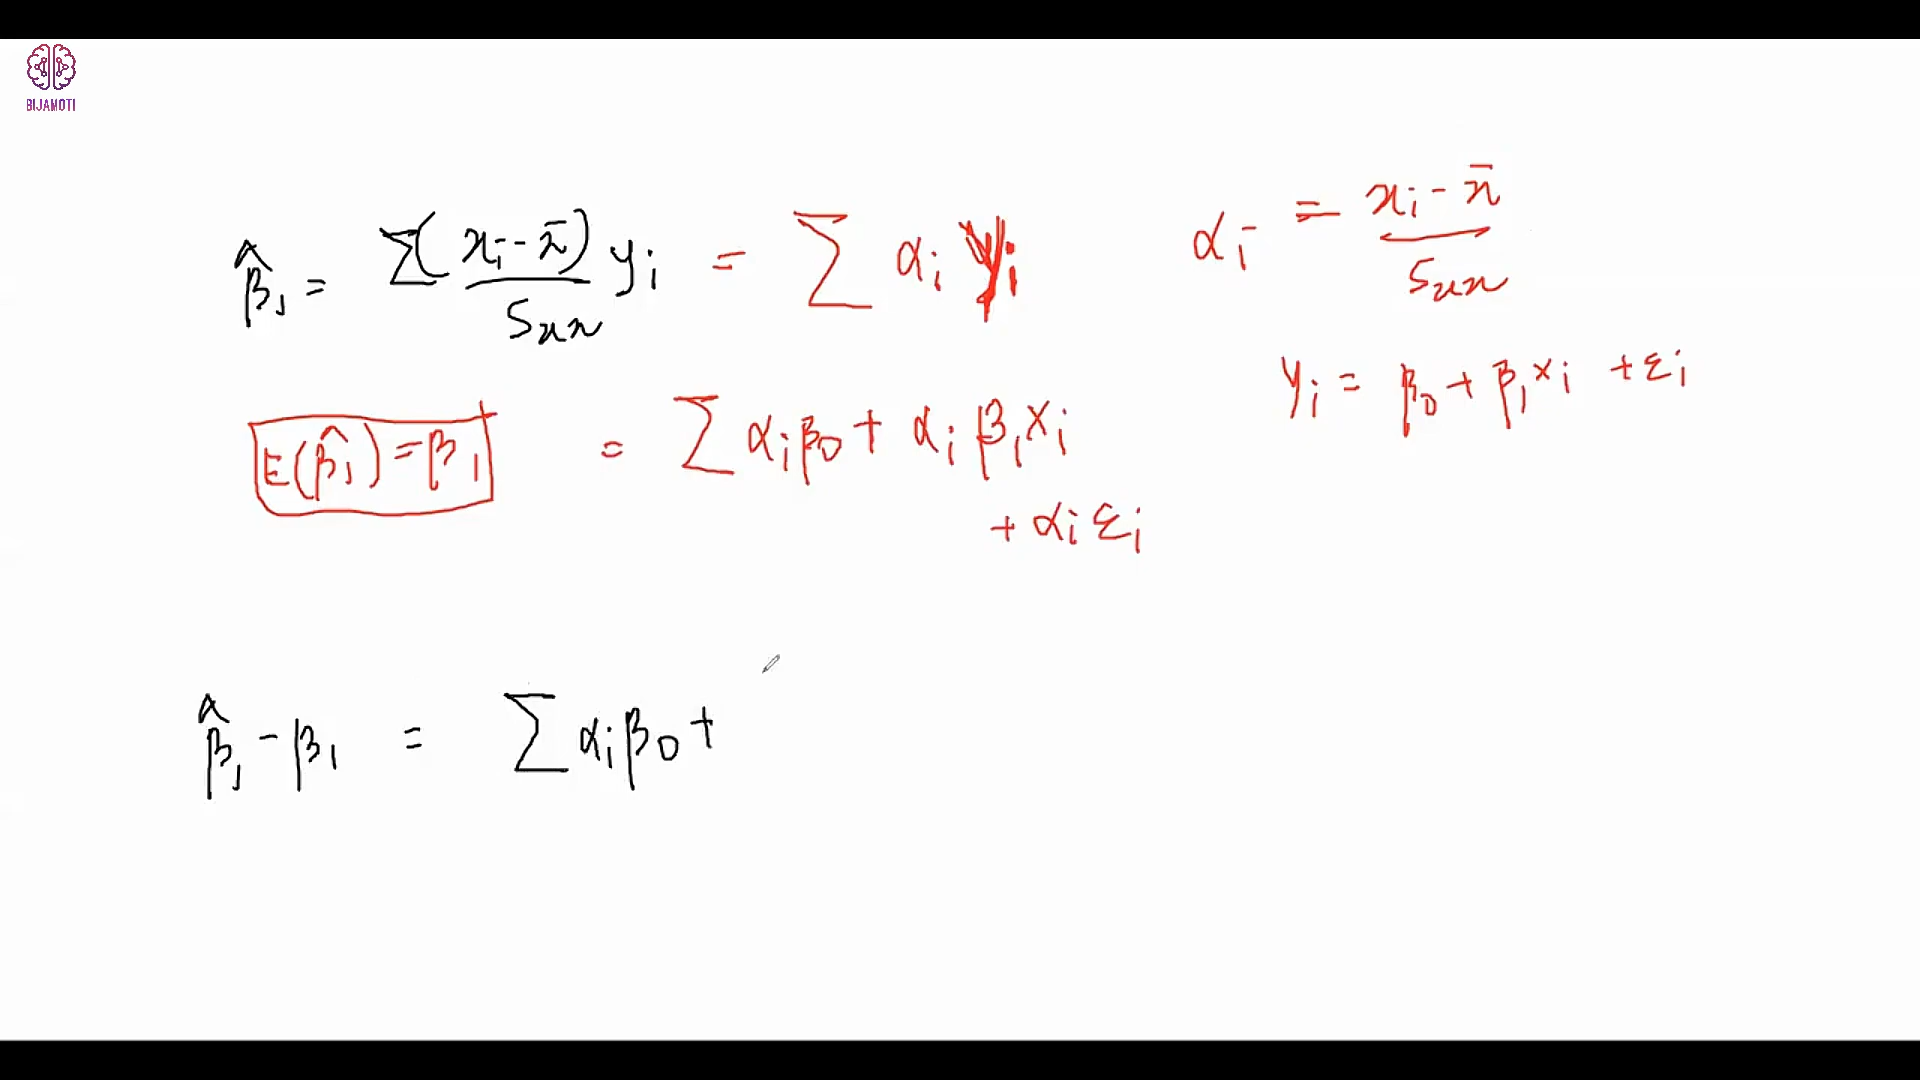 BIJAMOTI
β̂₁ = Σ (xᵢ - x̄)/Sxx yᵢ = Σ αᵢ yᵢ
αᵢ = (xᵢ - x̄)/Sxx
yᵢ = β₀ + β₁xᵢ + εᵢ
E(β̂₁) = β₁
= Σ αᵢβ₀ + αᵢ β₁xᵢ
+ αᵢ εᵢ
β̂₁ - β₁ = Σ αᵢβ₀ +